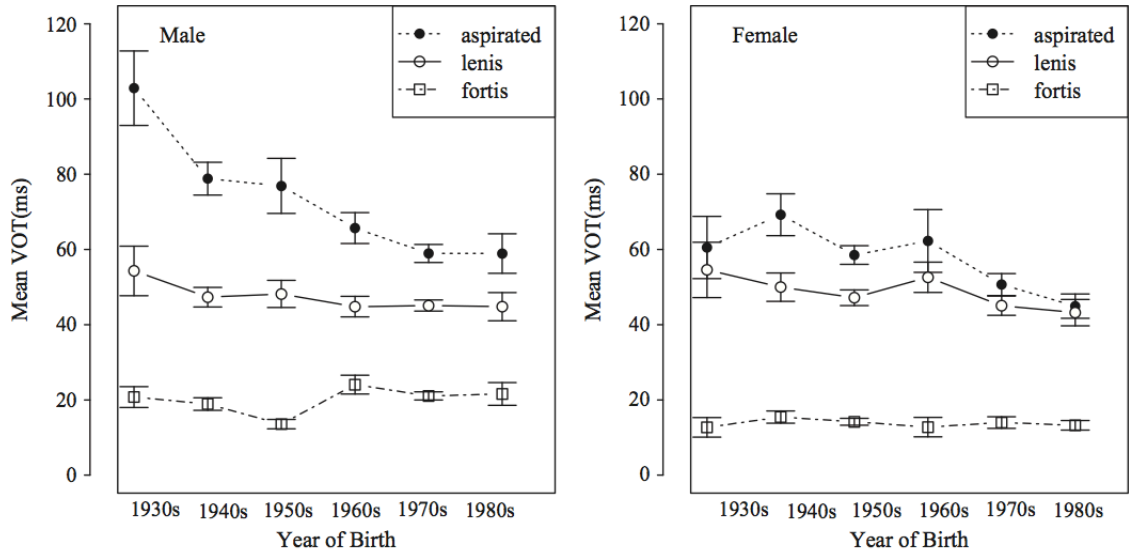 Male
aspirated
lenis
fortis
Mean VOT(ms)
120
100
80
60
40
20
0
1930s 1940s 1950s 1960s 1970s 1980s
Year of Birth
Female
aspirated
lenis
fortis
Mean VOT(ms)
120
100
80
60
40
20
0
1930s 1940s 1950s 1960s 1970s 1980s
Year of Birth